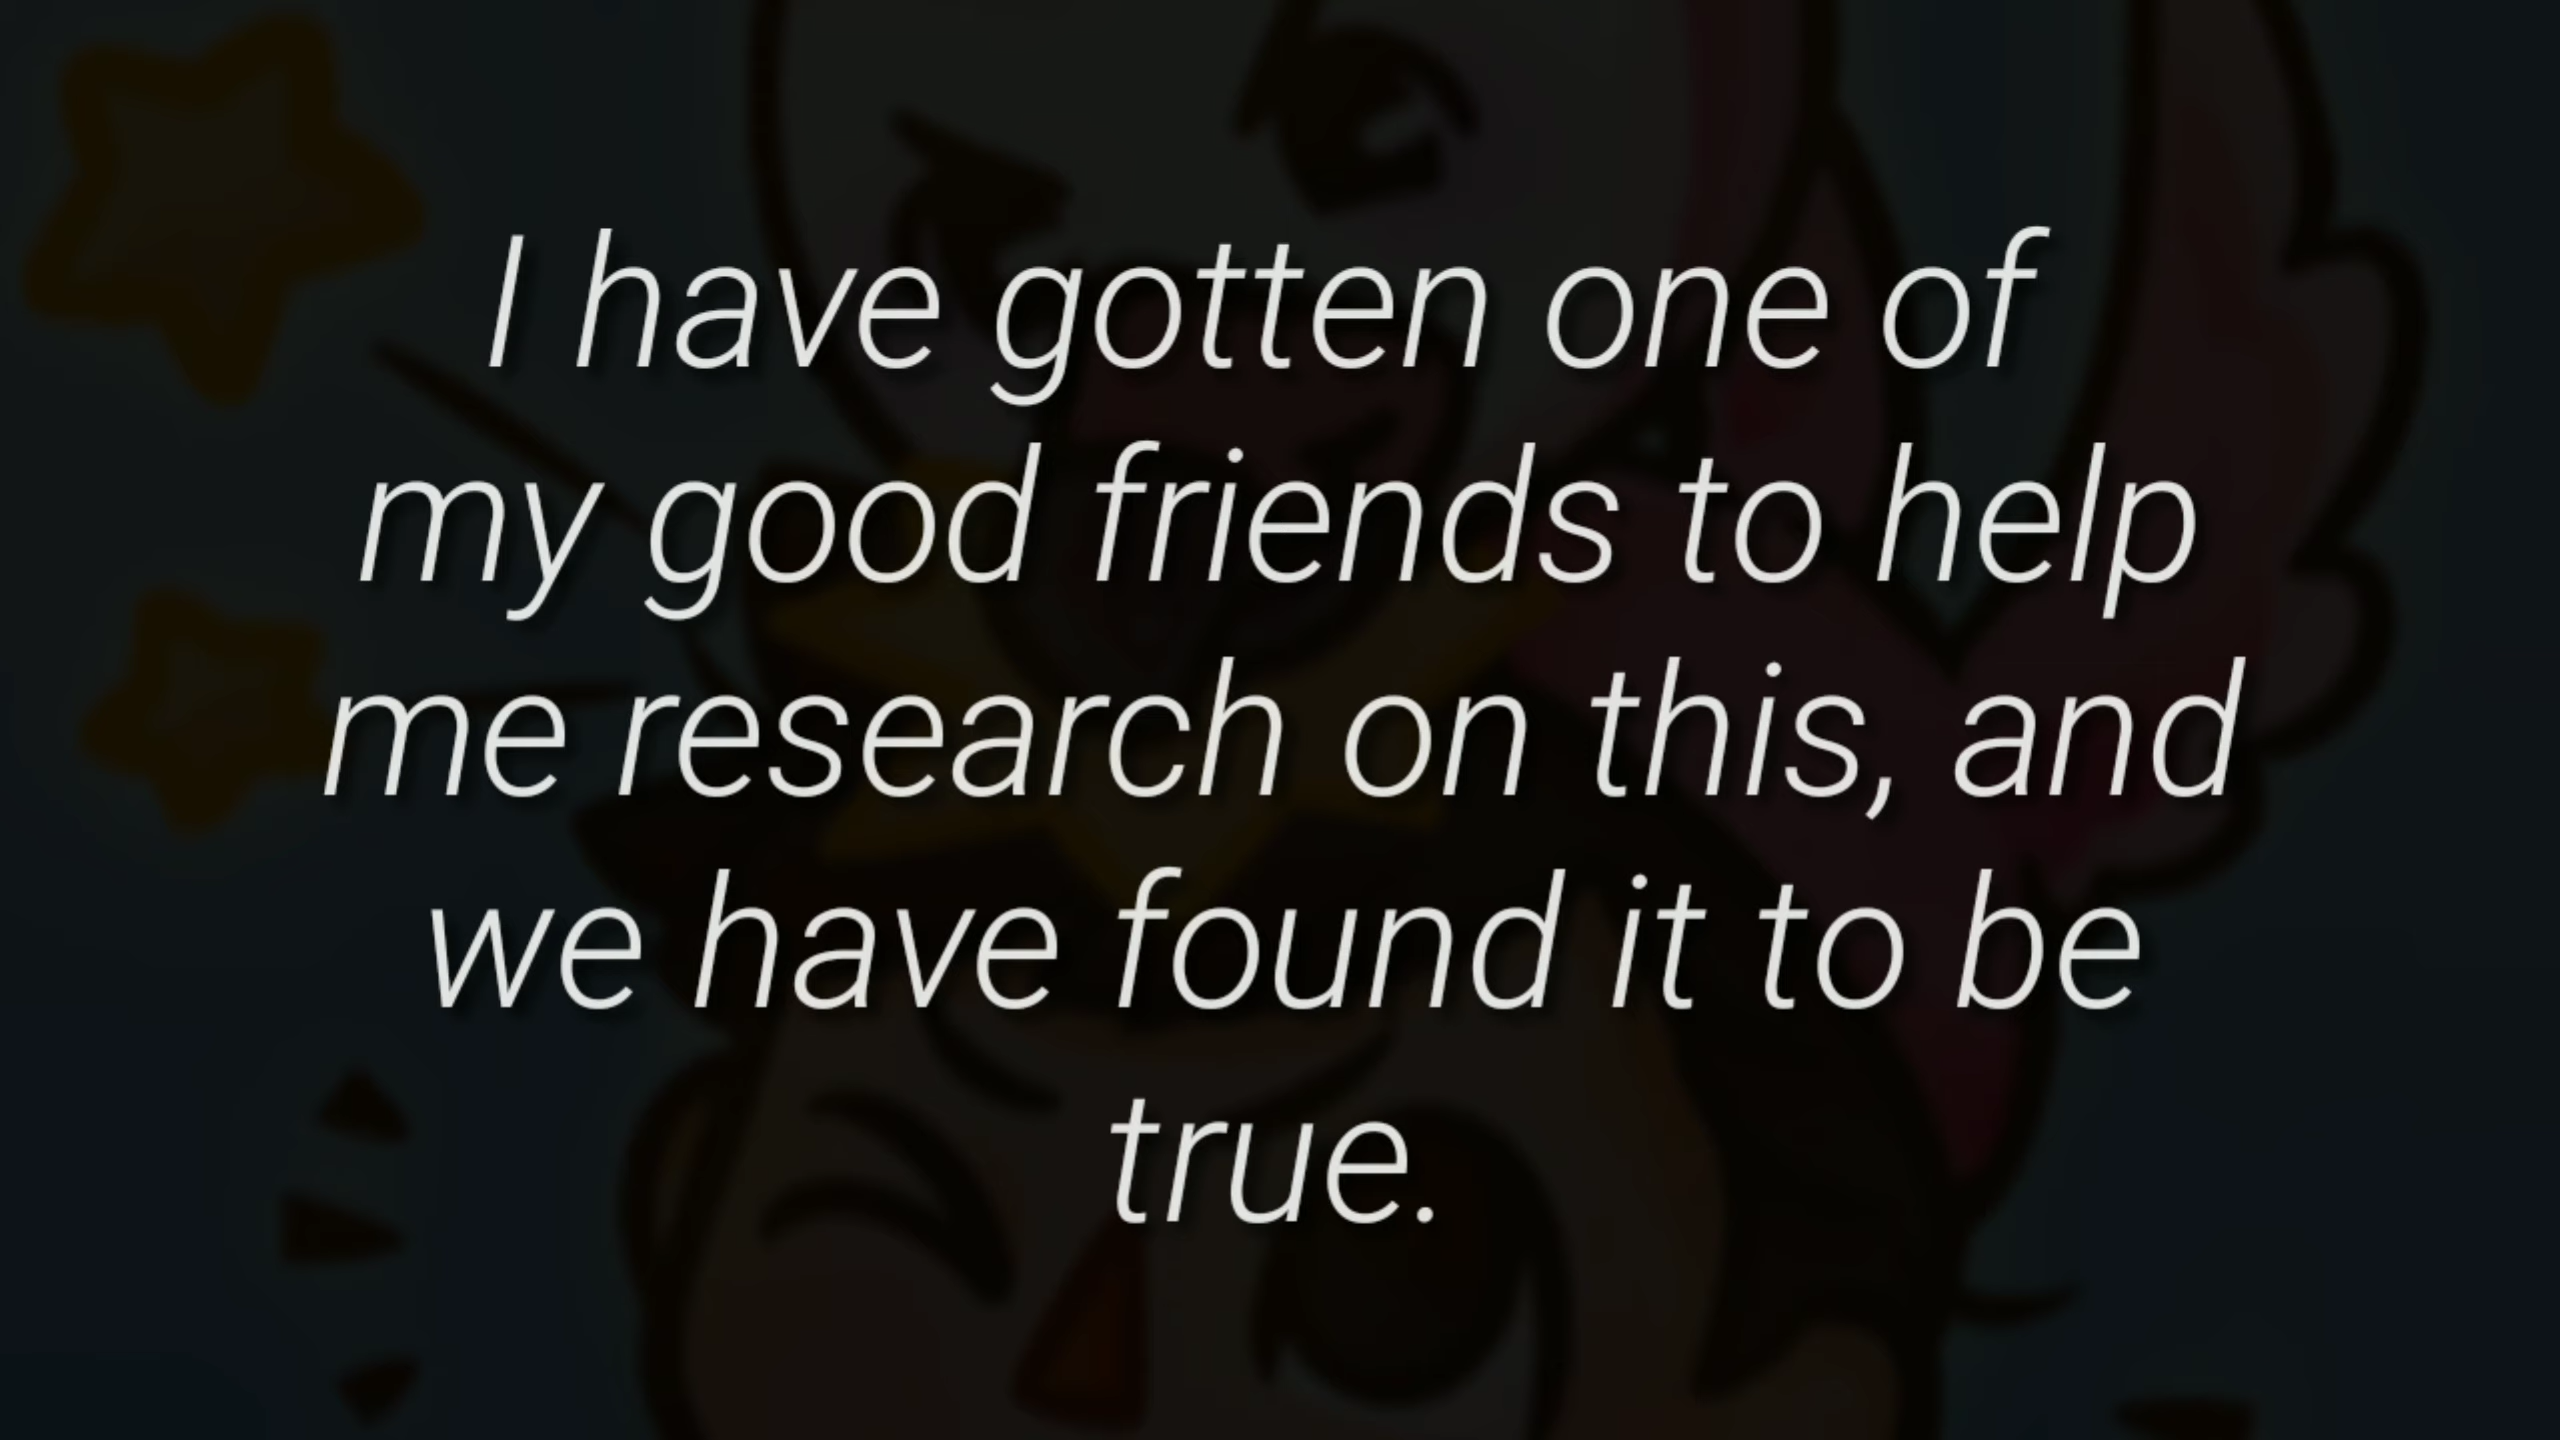 I have gotten one of
my good friends to help
me research on this, and
we have found it to be
true.